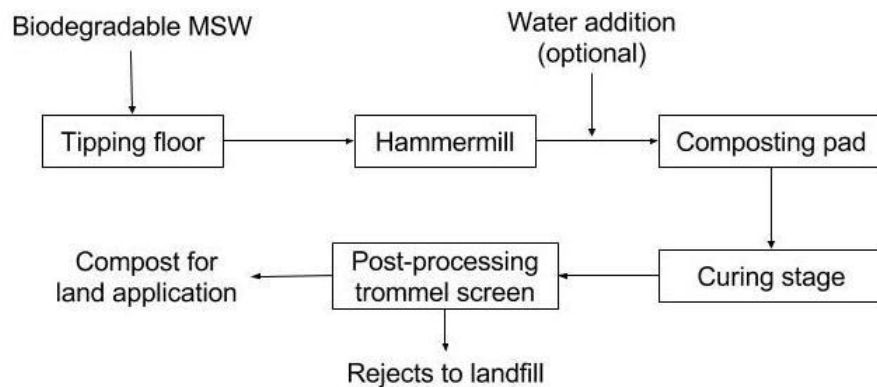 Biodegradable MSW
Water addition
(optional)
Tipping floor
Hammermill
Composting pad
Compost for
land application
Post-processing
trommel screen
Curing stage
Rejects to landfill